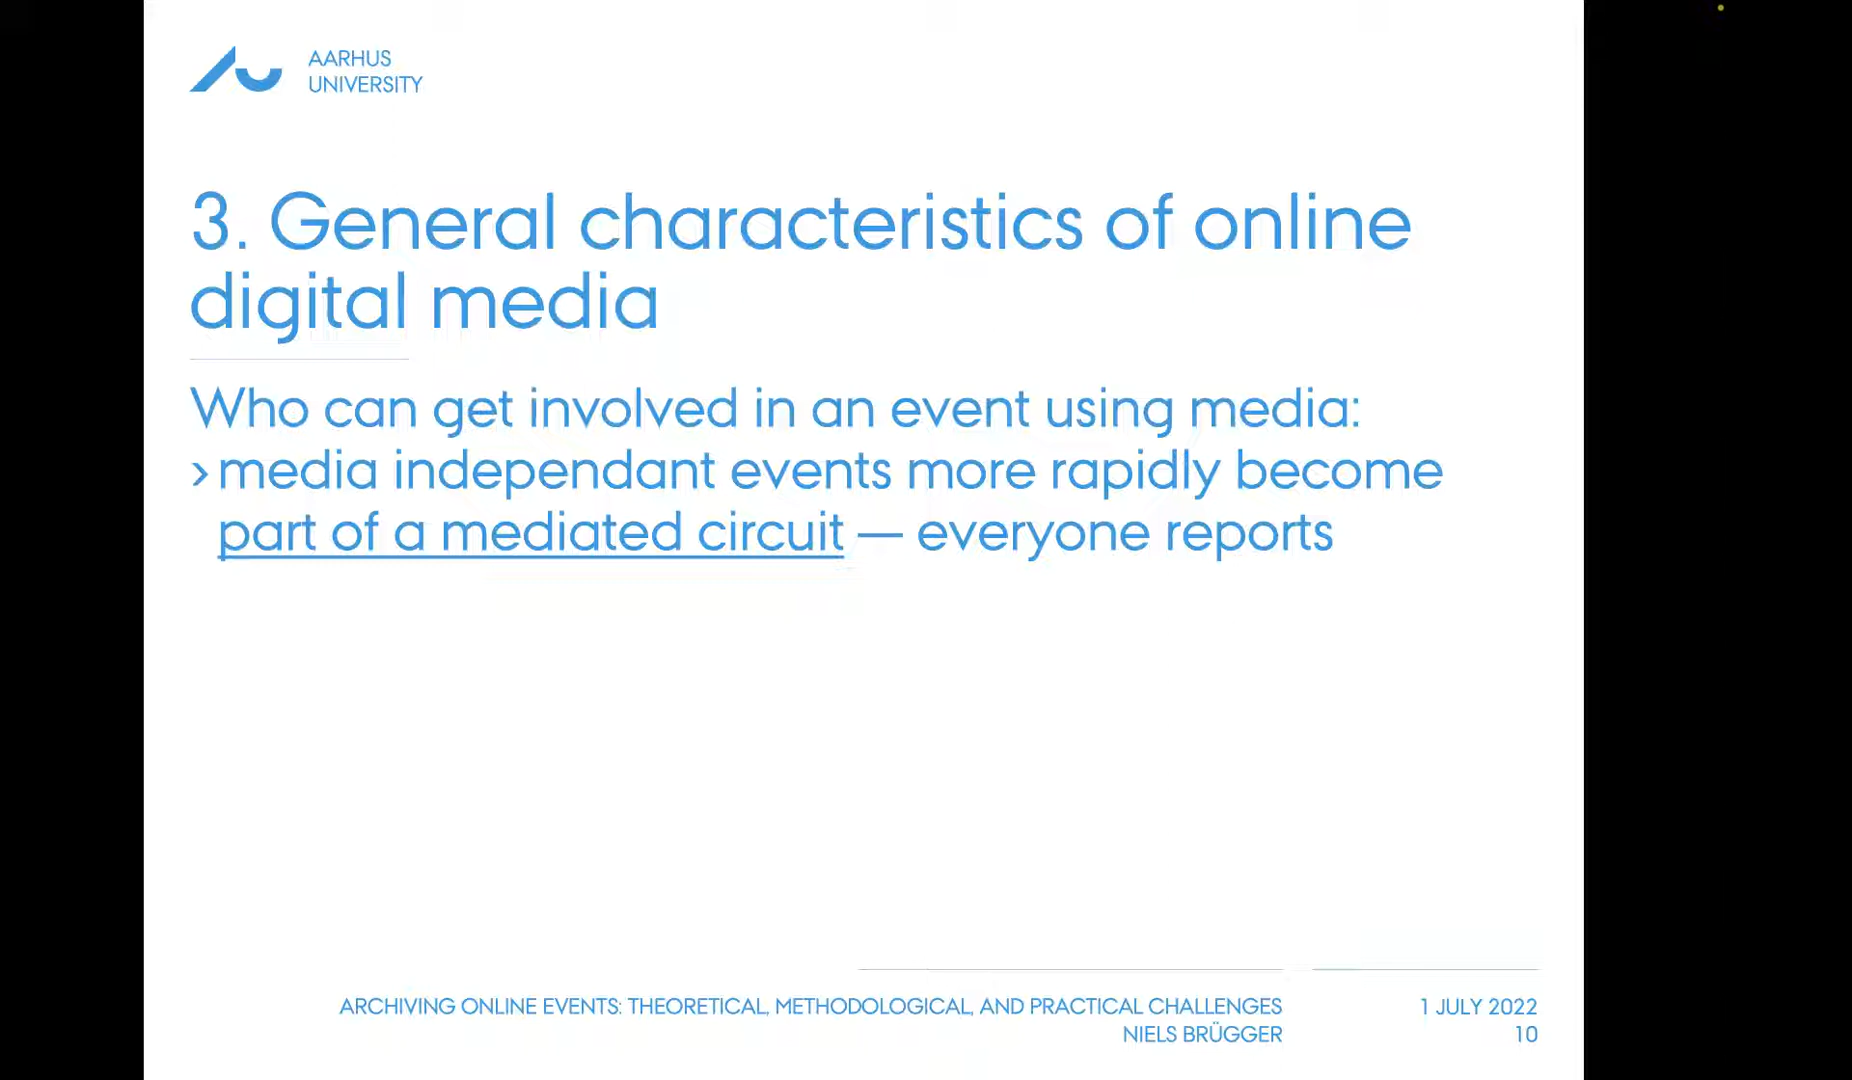 AARHUS
UNIVERSITY
3. General characteristics of online
digital media
Who can get involved in an event using media:
› media independant events more rapidly become
part of a mediated circuit — everyone reports
ARCHIVING ONLINE EVENTS: THEORETICAL, METHODOLOGICAL, AND PRACTICAL CHALLENGES
NIELS BRÜGGER
1 JULY 2022
10